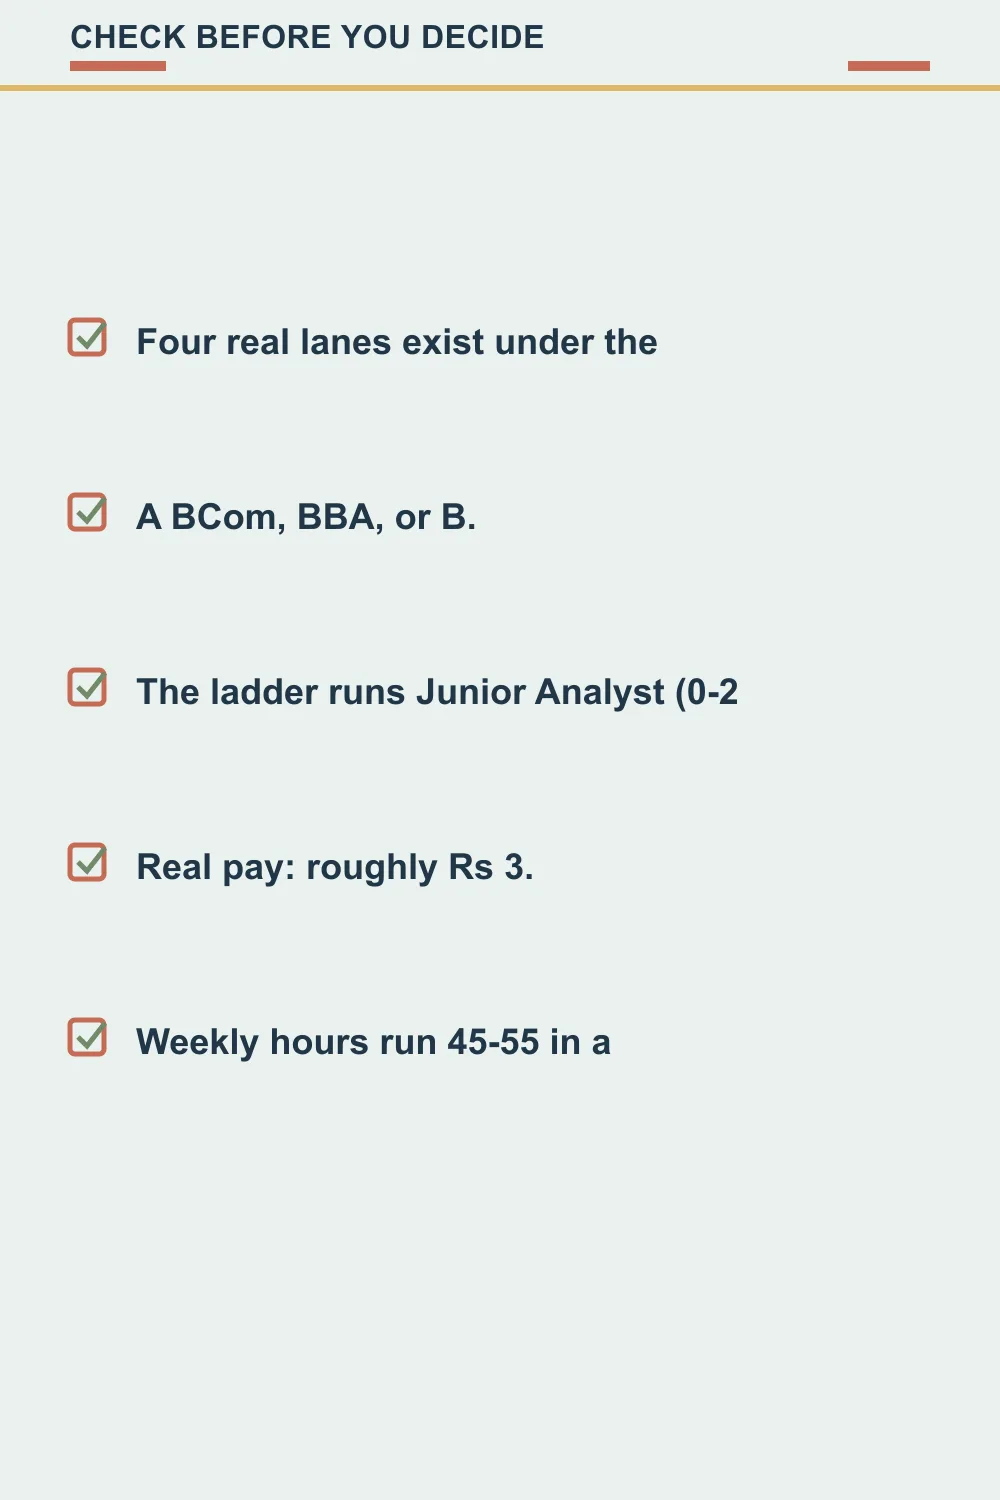 CHECK BEFORE YOU DECIDE
Four real lanes exist under the
A BCom, BBA, or B.
The ladder runs Junior Analyst (0-2
Real pay: roughly Rs 3.
Weekly hours run 45-55 in a